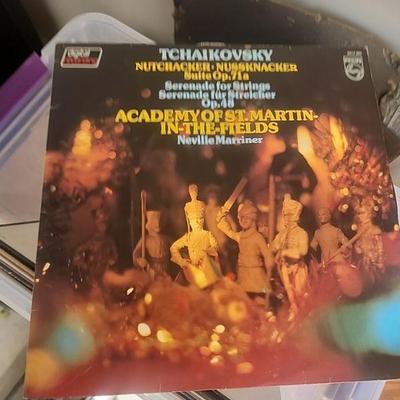 TCHAIKOVSKY
NUTCRACKER · NUSSKNACKER
Suite Op.71a
Serenade for Strings
Serenade für Streicher
Op.48
ACADEMY OF ST. MARTIN-
IN-THE-FIELDS
Neville Marriner
PHILIPS